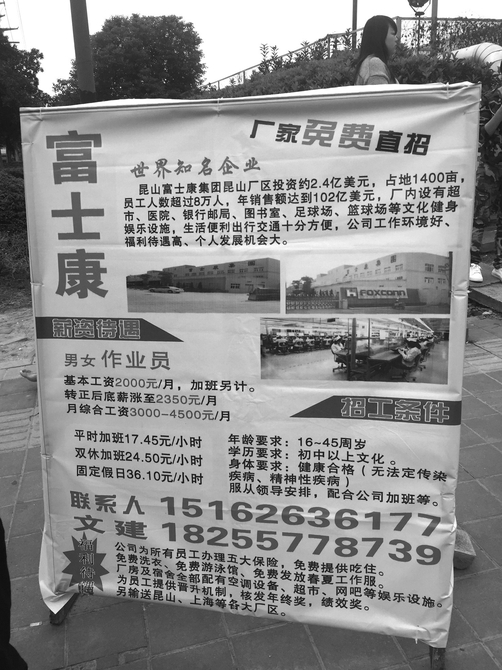 富士康
厂家免费直招
世界知名企业
昆山富士康集团昆山厂区投资约2.4亿美元，占地1400亩，
员工人数超过8万人，年销售额达到102亿美元，厂内设有超
市、医院、银行邮局、图书室、足球场、篮球场等文化健身
娱乐设施，生活便利出行交通十分方便，公司工作环境好、
福利待遇高、个人发展机会大。
FOXCONN
薪资待遇
男女作业员
基本工资2000元/月，加班另计。
转正后底薪涨至2350元/月
月综合工资3000-4500元/月
平时加班17.45元/小时
双休加班24.50元/小时
固定假日36.10元/小时
招工条件
年龄要求：16~45周岁
学历要求：初中以上文化。
身体要求：健康合格（无法定传染
疾病、精神性疾病）
服从领导安排，配合公司加班等。
联系人 15162636177
文建 18255778739
福利待遇
公司为所有员工办理五大保险，免费提供吃住。
免费洗衣、免费游泳馆、免费发放春夏工作服。
厂房及宿舍全部配有空调设备、超市、网吧等娱乐设施。
为员工提供晋升机制，核发年终奖，绩效奖。
另输送昆山、上海等各大厂区。